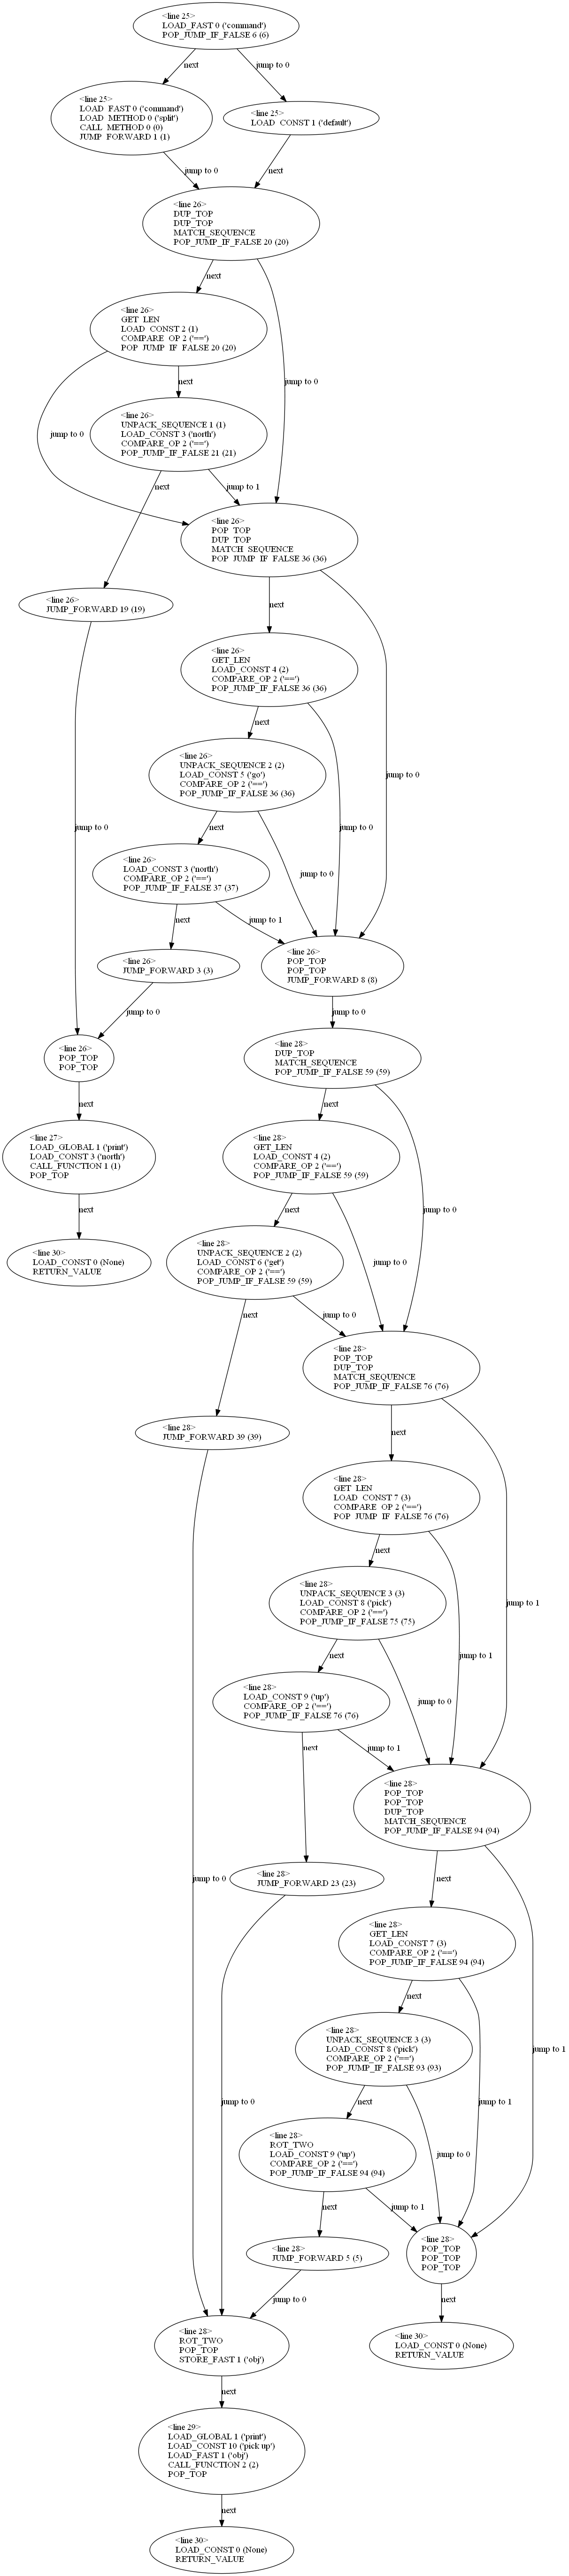 <line 25>
LOAD_FAST 0 ('command')
POP_JUMP_IF_FALSE 6 (6)
next
jump to 0
<line 25>
LOAD_FAST 0 ('command')
LOAD_METHOD 0 ('split')
CALL_METHOD 0 (0)
JUMP_FORWARD 1 (1)
<line 25>
LOAD_CONST 1 ('default')
jump to 0
next
<line 26>
DUP_TOP
DUP_TOP
MATCH_SEQUENCE
POP_JUMP_IF_FALSE 20 (20)
next
jump to 0
<line 26>
GET_LEN
LOAD_CONST 2 (1)
COMPARE_OP 2 ('==')
POP_JUMP_IF_FALSE 20 (20)
jump to 0
next
<line 26>
UNPACK_SEQUENCE 1 (1)
LOAD_CONST 3 ('north')
COMPARE_OP 2 ('==')
POP_JUMP_IF_FALSE 21 (21)
next
jump to 1
<line 26>
POP_TOP
DUP_TOP
MATCH_SEQUENCE
POP_JUMP_IF_FALSE 36 (36)
<line 26>
JUMP_FORWARD 19 (19)
next
jump to 0
<line 26>
GET_LEN
LOAD_CONST 4 (2)
COMPARE_OP 2 ('==')
POP_JUMP_IF_FALSE 36 (36)
next
jump to 0
<line 26>
UNPACK_SEQUENCE 2 (2)
LOAD_CONST 5 ('go')
COMPARE_OP 2 ('==')
POP_JUMP_IF_FALSE 36 (36)
jump to 0
next
jump to 0
<line 26>
LOAD_CONST 3 ('north')
COMPARE_OP 2 ('==')
POP_JUMP_IF_FALSE 37 (37)
next
jump to 1
<line 26>
JUMP_FORWARD 3 (3)
<line 26>
POP_TOP
POP_TOP
JUMP_FORWARD 8 (8)
jump to 0
jump to 0
<line 26>
POP_TOP
POP_TOP
<line 28>
DUP_TOP
MATCH_SEQUENCE
POP_JUMP_IF_FALSE 59 (59)
next
next
jump to 0
<line 27>
LOAD_GLOBAL 1 ('print')
LOAD_CONST 3 ('north')
CALL_FUNCTION 1 (1)
POP_TOP
<line 28>
GET_LEN
LOAD_CONST 4 (2)
COMPARE_OP 2 ('==')
POP_JUMP_IF_FALSE 59 (59)
next
next
jump to 0
<line 30>
LOAD_CONST 0 (None)
RETURN_VALUE
<line 28>
UNPACK_SEQUENCE 2 (2)
LOAD_CONST 6 ('get')
COMPARE_OP 2 ('==')
POP_JUMP_IF_FALSE 59 (59)
next
jump to 0
<line 28>
POP_TOP
DUP_TOP
MATCH_SEQUENCE
POP_JUMP_IF_FALSE 76 (76)
<line 28>
JUMP_FORWARD 39 (39)
next
<line 28>
GET_LEN
LOAD_CONST 7 (3)
COMPARE_OP 2 ('==')
POP_JUMP_IF_FALSE 76 (76)
next
jump to 1
<line 28>
UNPACK_SEQUENCE 3 (3)
LOAD_CONST 8 ('pick')
COMPARE_OP 2 ('==')
POP_JUMP_IF_FALSE 75 (75)
next
jump to 0
jump to 1
<line 28>
LOAD_CONST 9 ('up')
COMPARE_OP 2 ('==')
POP_JUMP_IF_FALSE 76 (76)
next
jump to 1
<line 28>
POP_TOP
POP_TOP
DUP_TOP
MATCH_SEQUENCE
POP_JUMP_IF_FALSE 94 (94)
jump to 0
<line 28>
JUMP_FORWARD 23 (23)
next
<line 28>
GET_LEN
LOAD_CONST 7 (3)
COMPARE_OP 2 ('==')
POP_JUMP_IF_FALSE 94 (94)
next
jump to 1
<line 28>
UNPACK_SEQUENCE 3 (3)
LOAD_CONST 8 ('pick')
COMPARE_OP 2 ('==')
POP_JUMP_IF_FALSE 93 (93)
jump to 0
next
jump to 0
jump to 1
<line 28>
ROT_TWO
LOAD_CONST 9 ('up')
COMPARE_OP 2 ('==')
POP_JUMP_IF_FALSE 94 (94)
next
jump to 1
<line 28>
JUMP_FORWARD 5 (5)
<line 28>
POP_TOP
POP_TOP
POP_TOP
jump to 0
next
<line 28>
ROT_TWO
POP_TOP
STORE_FAST 1 ('obj')
<line 30>
LOAD_CONST 0 (None)
RETURN_VALUE
next
<line 29>
LOAD_GLOBAL 1 ('print')
LOAD_CONST 10 ('pick up')
LOAD_FAST 1 ('obj')
CALL_FUNCTION 2 (2)
POP_TOP
next
<line 30>
LOAD_CONST 0 (None)
RETURN_VALUE